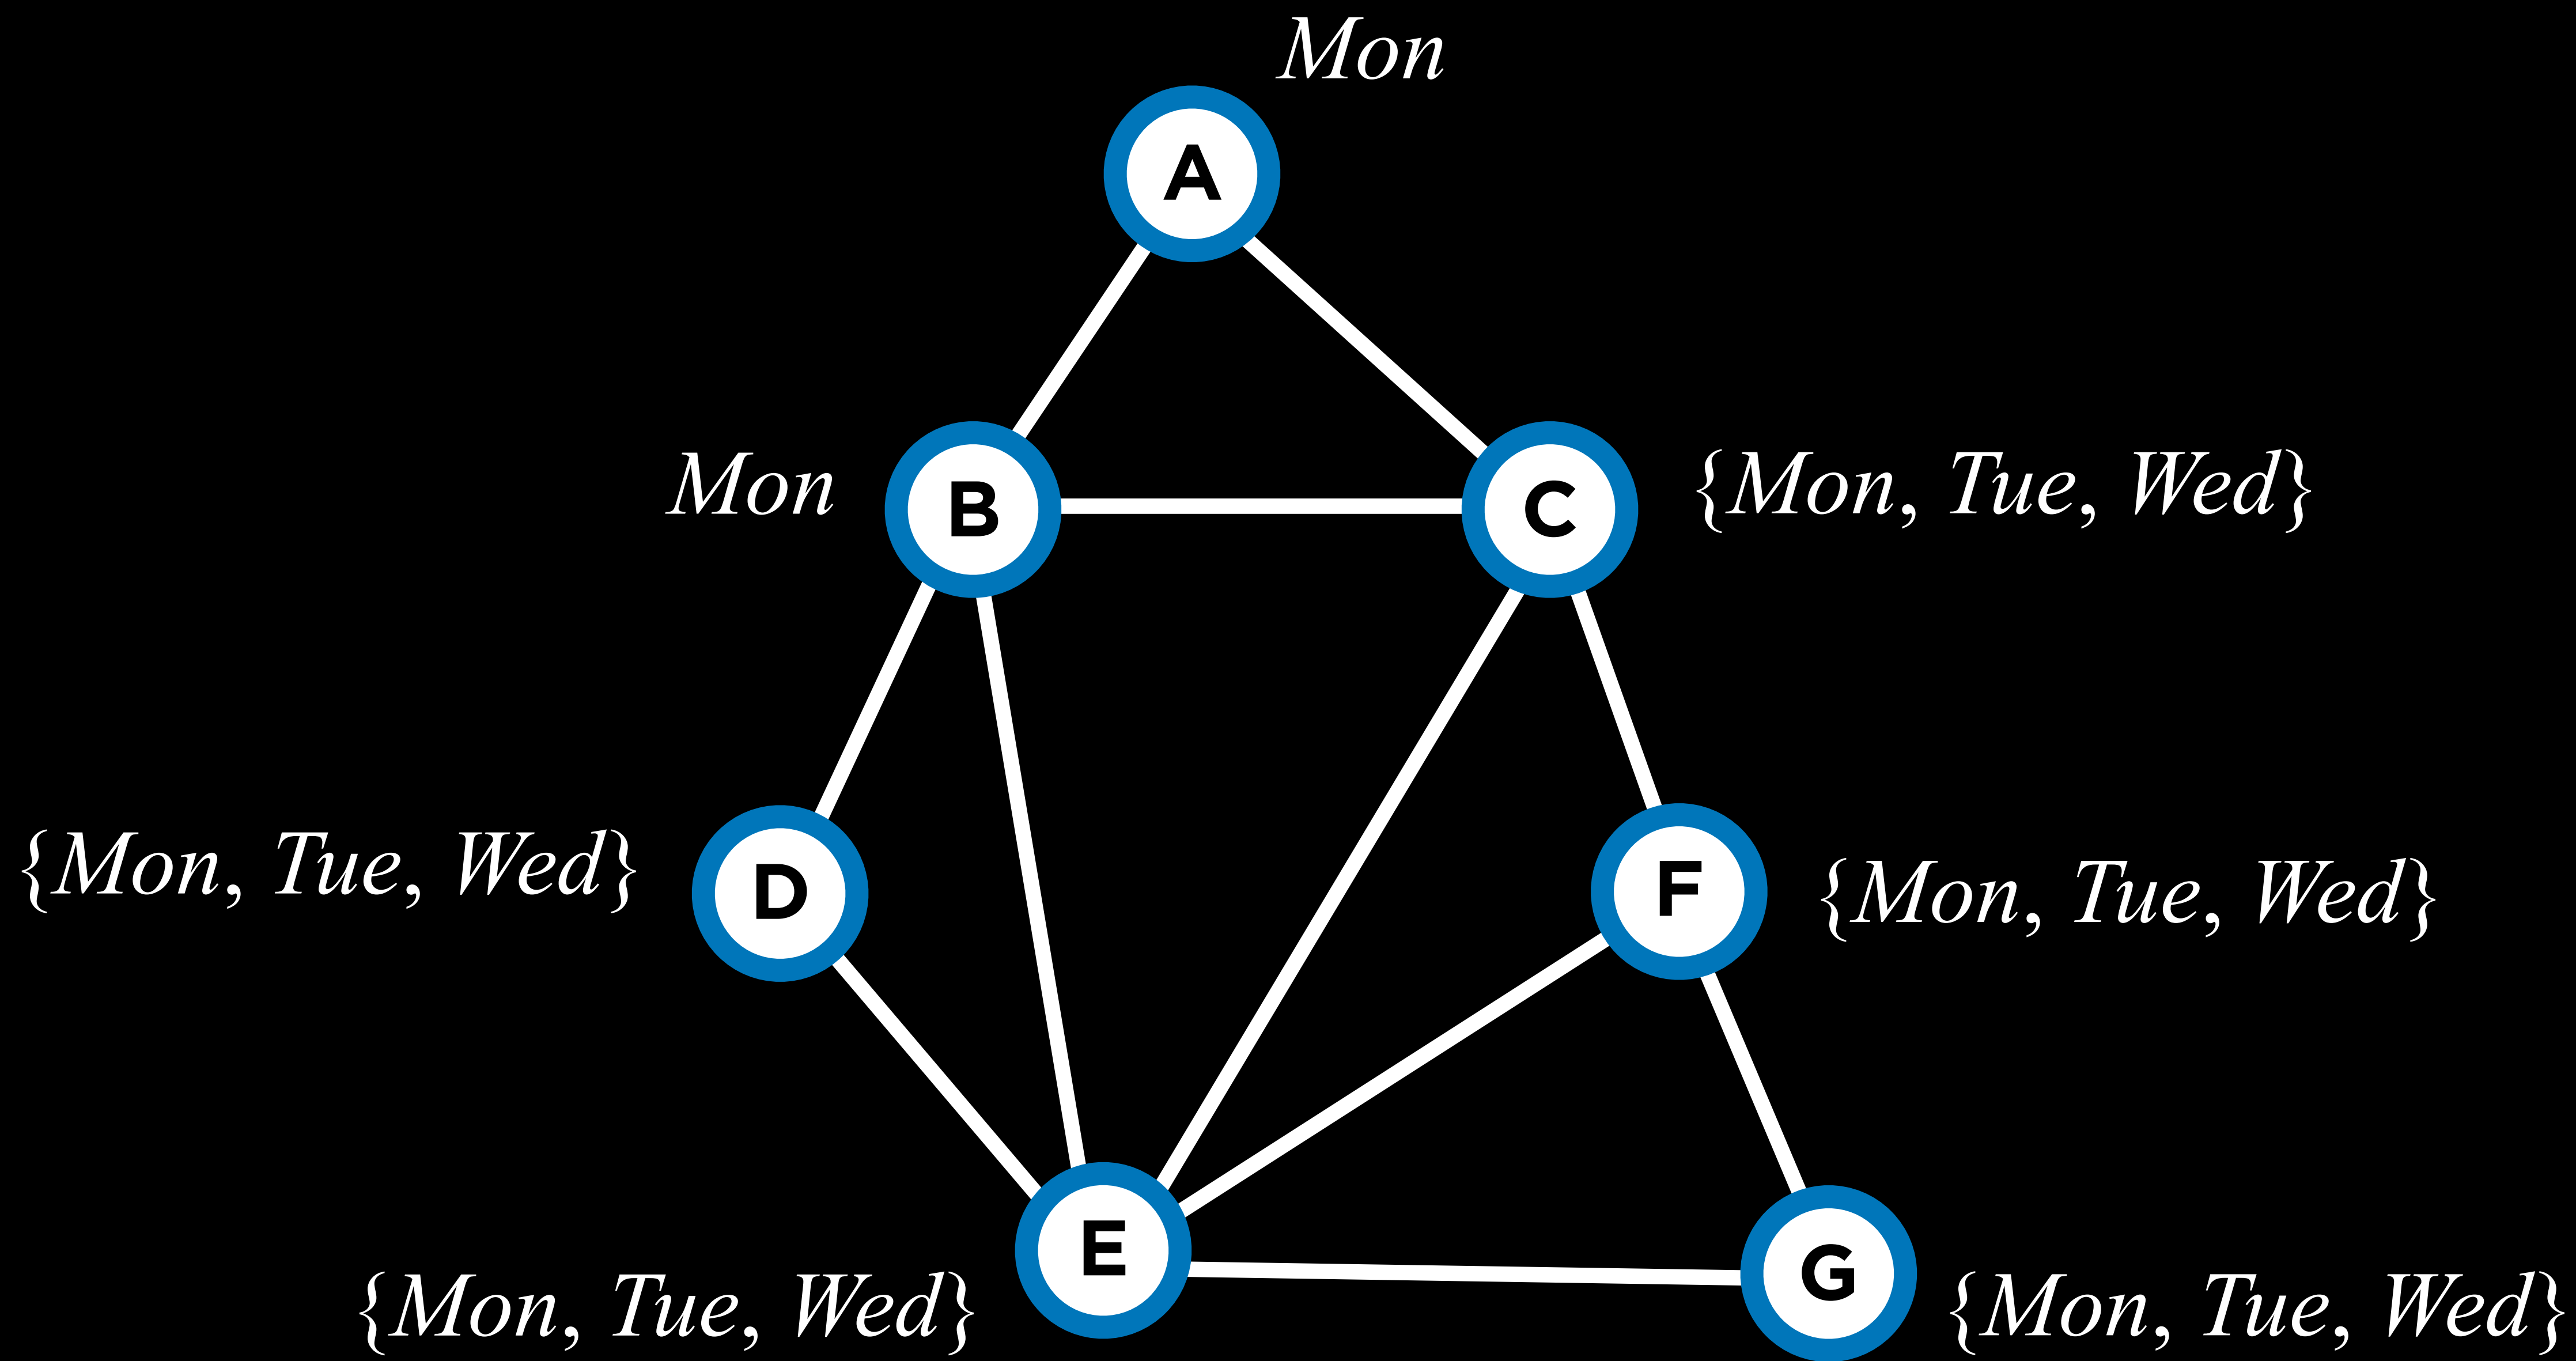 Mon
A
Mon
B
C
{Mon, Tue, Wed}
{Mon, Tue, Wed}
D
F
{Mon, Tue, Wed}
E
{Mon, Tue, Wed}
G
{Mon, Tue, Wed}